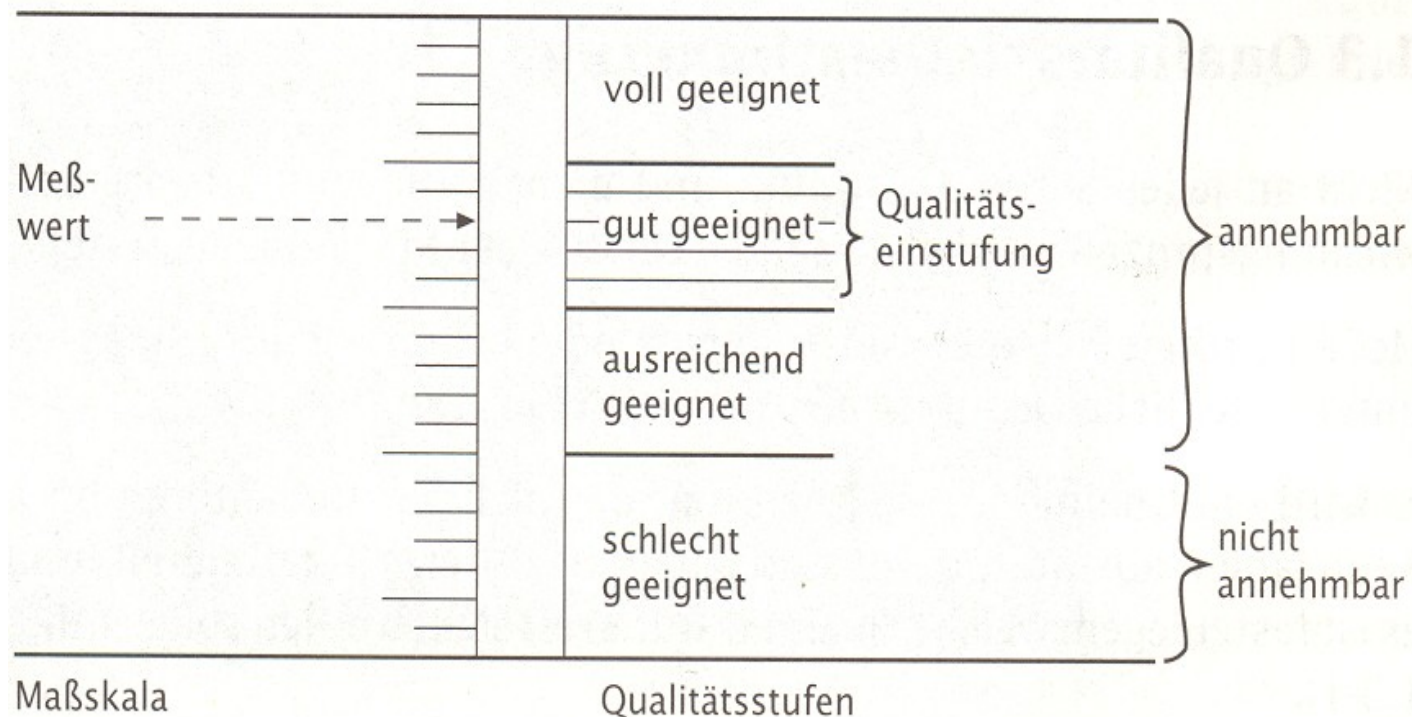 voll geeignet
Meß-
wert
gut geeignet
Qualitäts-
einstufung
annehmbar
ausreichend
geeignet
schlecht
geeignet
nicht
annehmbar
Maßskala
Qualitätsstufen